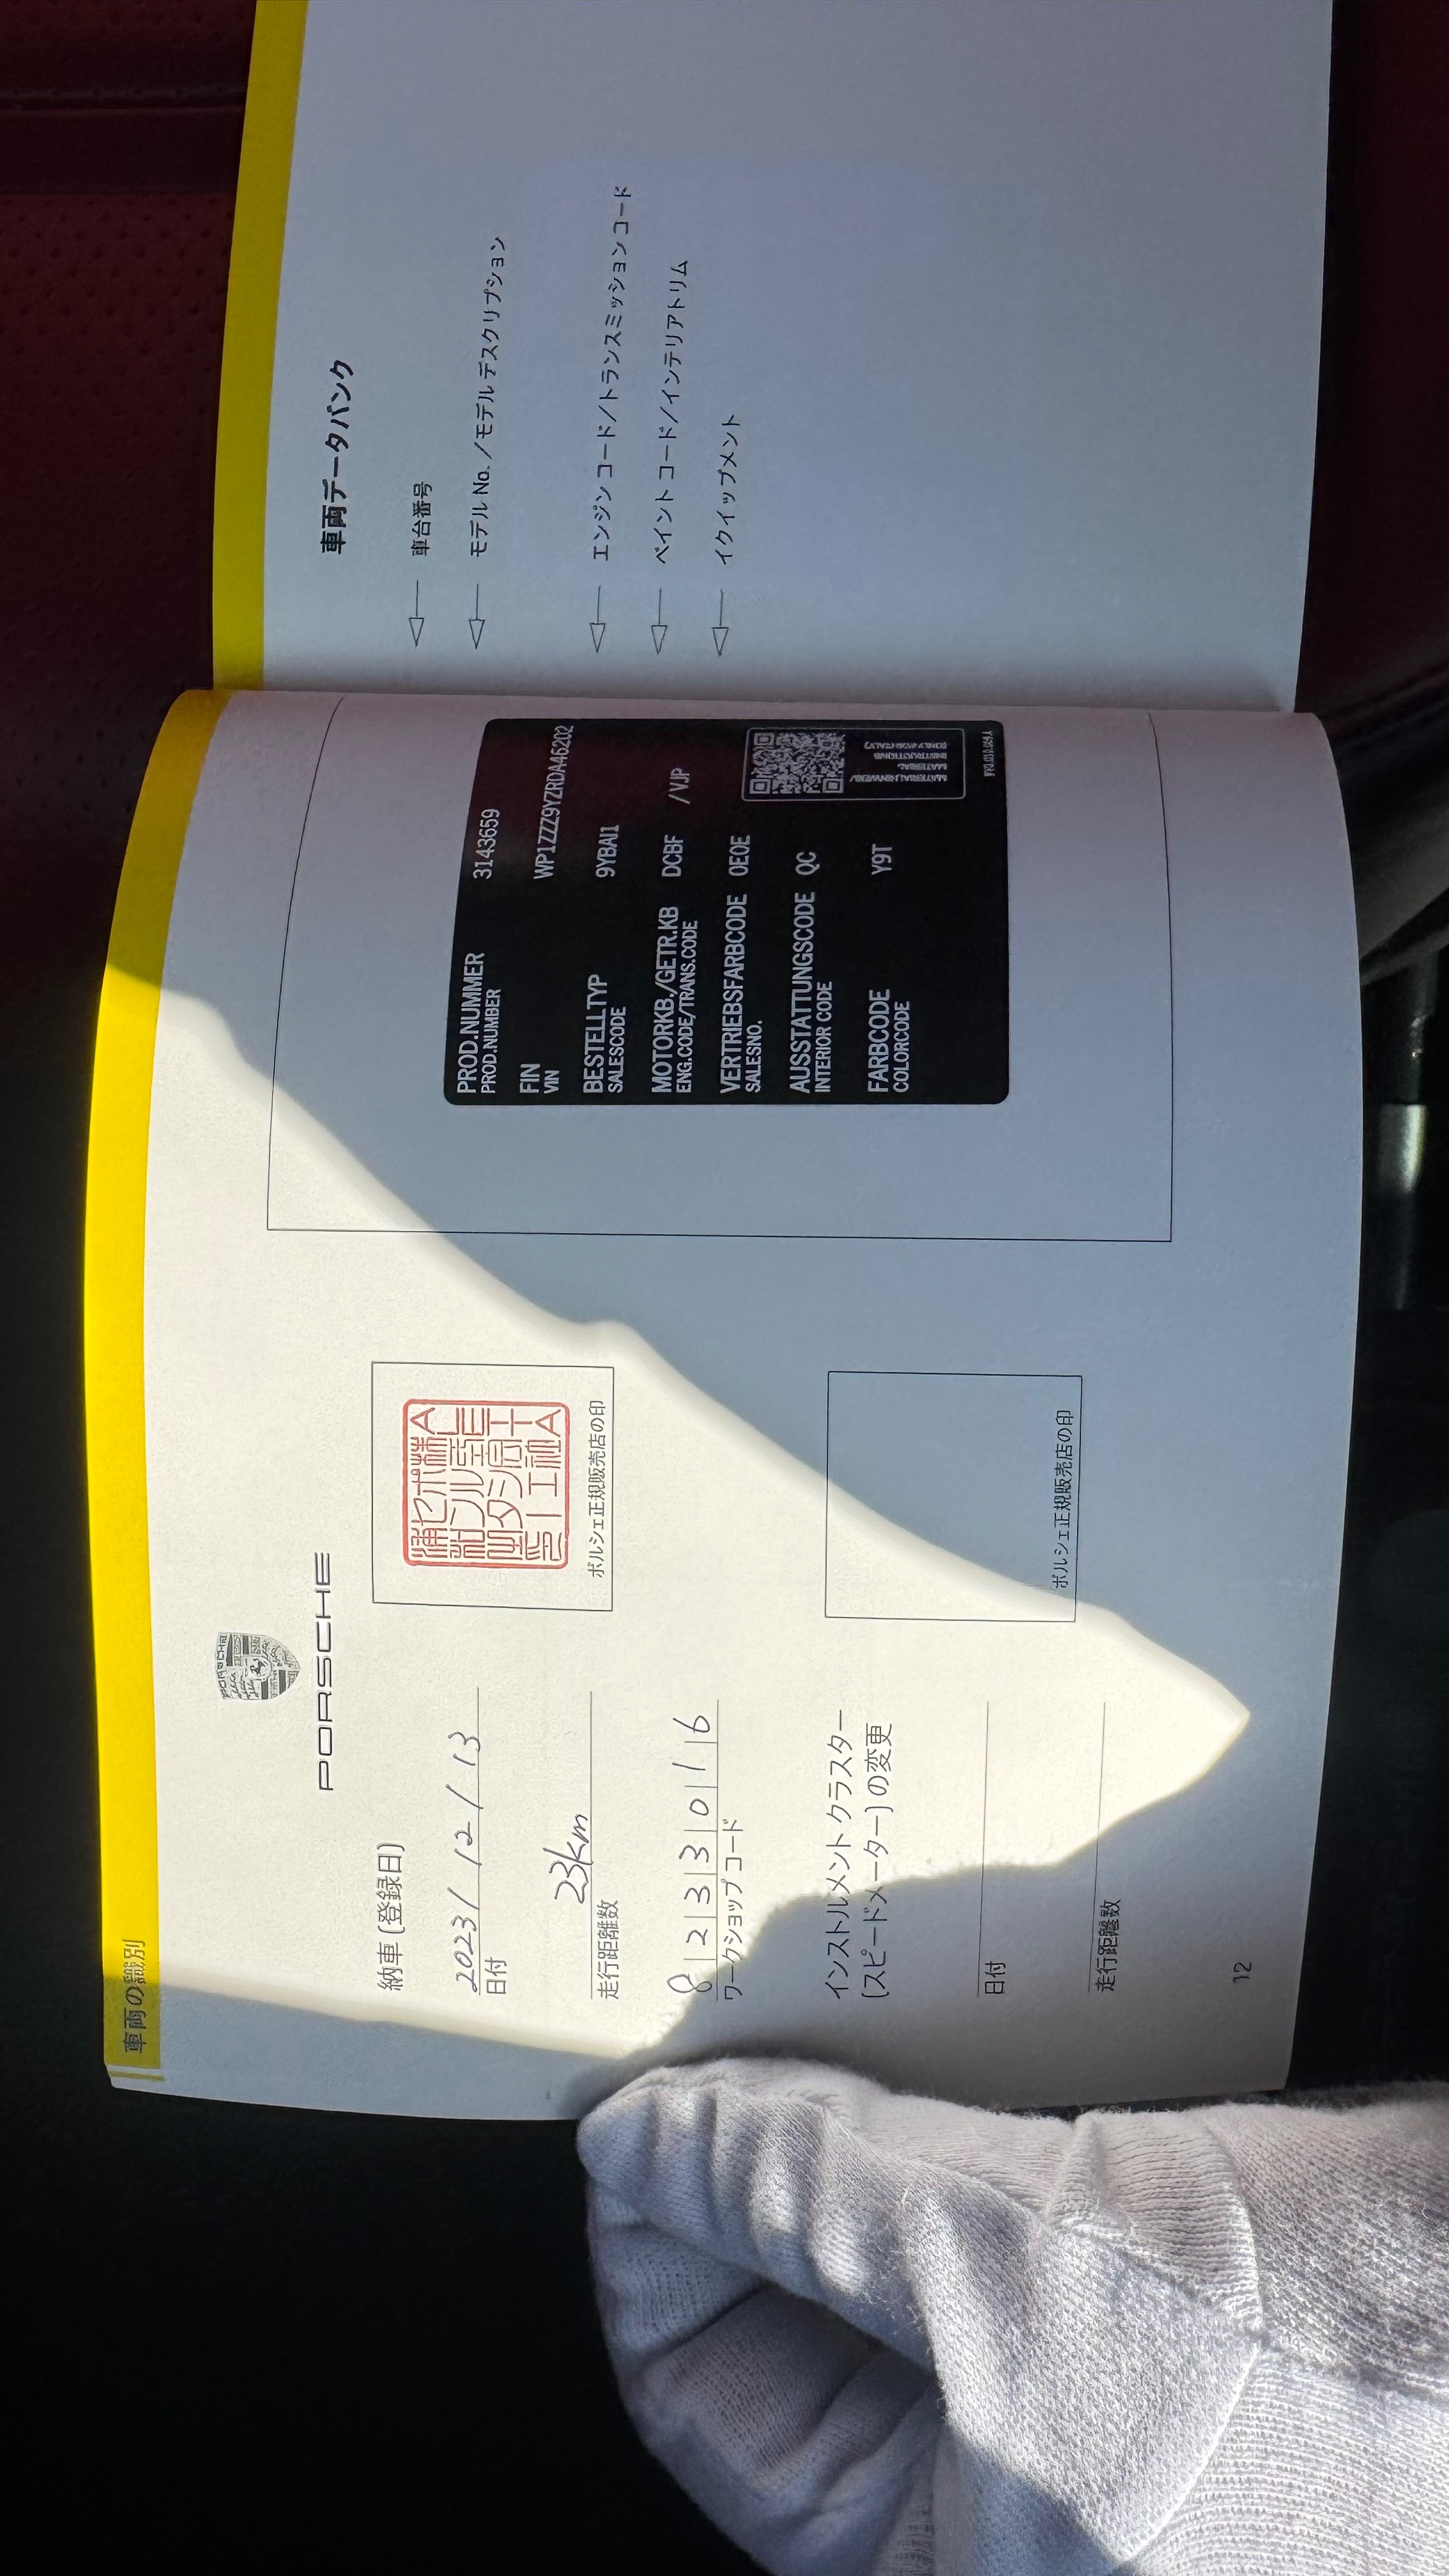 車両の識別
PORSCHE
PORSCHE
納車 (登録日)
2023 / 12 / 13
日付
23km
走行距離数
8 2 3 3 0 1 6
ワークショップ コード
ポルシェ正規販売店の印
インストルメント クラスター
(スピードメーター) の変更
日付
走行距離数
ポルシェ正規販売店の印
12
PROD.NUMMER 3143659
PROD.NUMBER
FIN WP1ZZZ9YZRDA46202
VIN
BESTELLTYP 9YBAI1
SALESCODE
MOTORKB./GETR.KB DCBF /VJP
ENG.CODE/TRANS.CODE
VERTRIEBSFARBCODE 0E0E
SALESNO.
AUSSTATTUNGSCODE QC
INTERIOR CODE
FARBCODE Y9T
COLORCODE
車両データバンク
車台番号
モデル No. /モデル デスクリプション
エンジン コード/トランスミッション コード
ペイント コード/インテリアトリム
イクイップメント